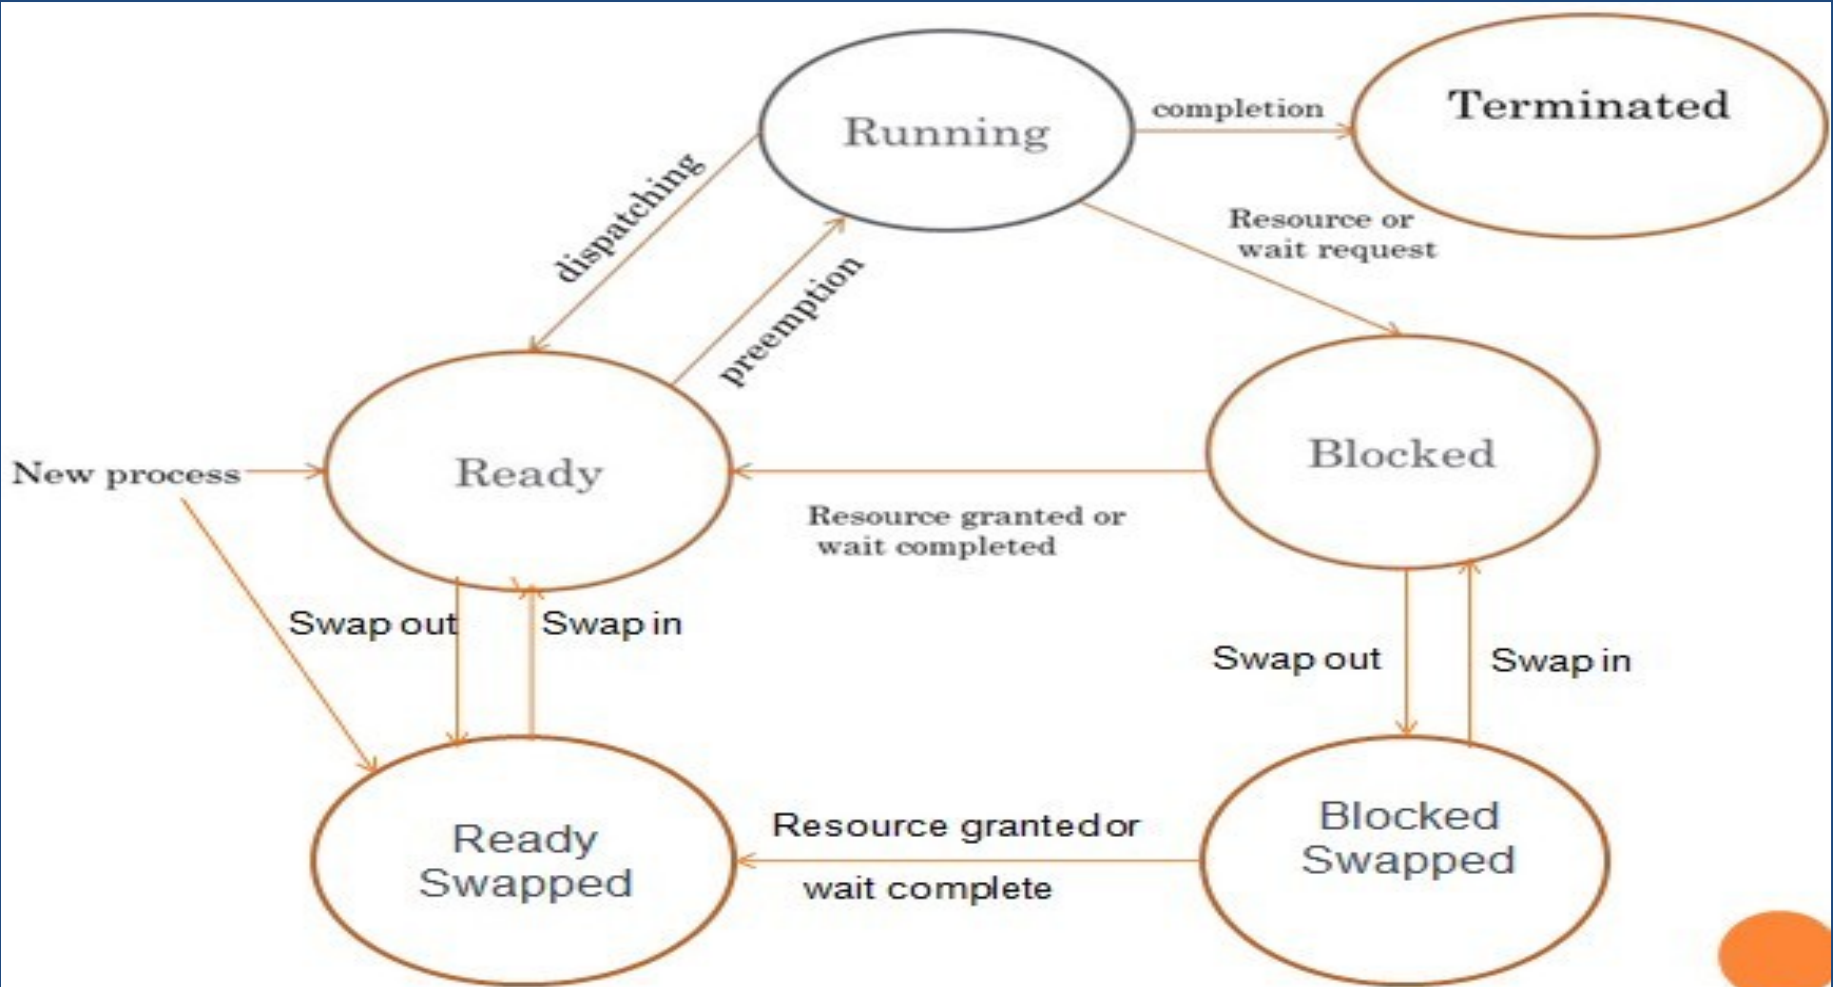 Running
completion
Terminated
dispatching
preemption
Resource or
wait request
New process
Ready
Blocked
Resource granted or
wait completed
Swap out
Swap in
Swap out
Swap in
Ready
Swapped
Resource granted or
wait complete
Blocked
Swapped